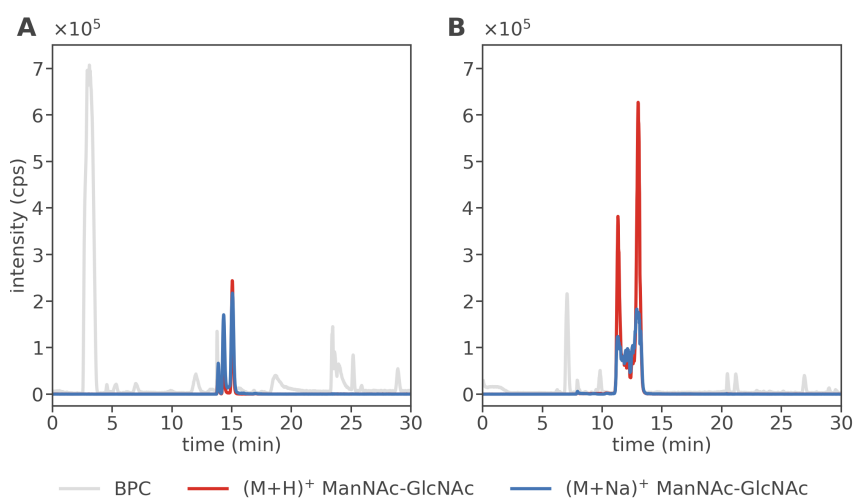 A ×10⁵ B ×10⁵
7 7
6 6
5 5
4 4
3 3
2 2
1 1
0 0
intensity (cps)
0 5 10 15 20 25 30 0 5 10 15 20 25 30
time (min) time (min)
BPC (M+H)⁺ ManNAc-GlcNAc (M+Na)⁺ ManNAc-GlcNAc